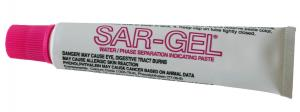 SAR-GEL®
WATER / PHASE SEPARATION INDICATING PASTE
DANGER! MAY CAUSE EYE, DIGESTIVE TRACT BURNS
MAY CAUSE ALLERGIC SKIN REACTION
PHENOLPHTHALEIN MAY CAUSE CANCER BASED ON ANIMAL DATA